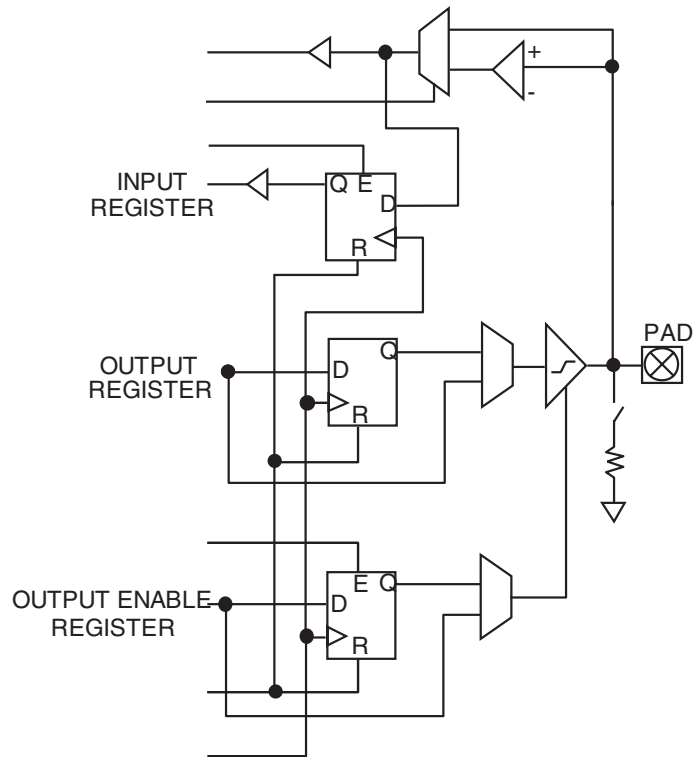 +
-
INPUT
REGISTER
Q E
D
R
PAD
OUTPUT
REGISTER
Q
D
R
OUTPUT ENABLE
REGISTER
E Q
D
R